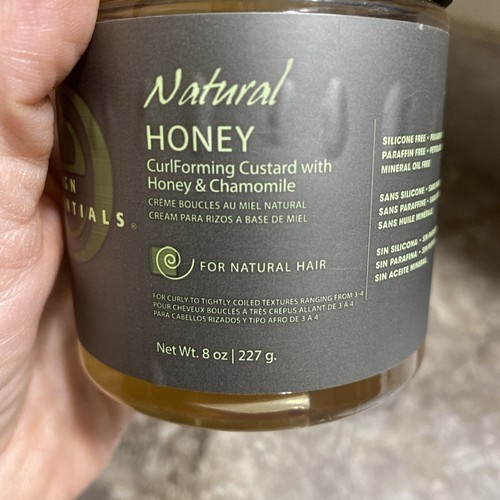 Natural
HONEY
CurlForming Custard with
Honey & Chamomile
CRÈME BOUCLES AU MIEL NATURAL
CREAM PARA RIZOS A BASE DE MIEL
FOR NATURAL HAIR
FOR CURLY TO TIGHTLY COILED TEXTURES RANGING FROM 3-4
POUR CHEVEUX BOUCLÉS À TRÈS CRÉPUS ALLANT DE 3 À 4
PARA CABELLOS RIZADOS Y TIPO AFRO DE 3 A 4
Net Wt. 8 oz | 227 g.
SILICONE FREE •
PARAFFIN FREE •
MINERAL OIL FREE!
SANS SILICONE •
SANS PARAFFINE •
SANS HUILE MINÉRALE
SIN SILICONA •
SIN PARAFINA •
SIN ACEITE MINERAL